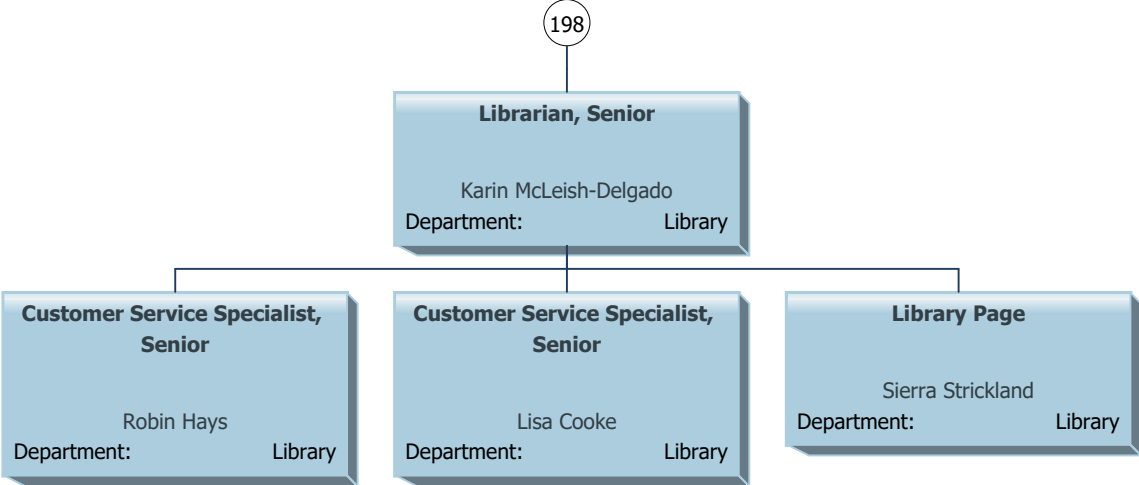 198
Librarian, Senior
Karin McLeish-Delgado
Department: Library
Customer Service Specialist,
Senior
Robin Hays
Department: Library
Customer Service Specialist,
Senior
Lisa Cooke
Department: Library
Library Page
Sierra Strickland
Department: Library